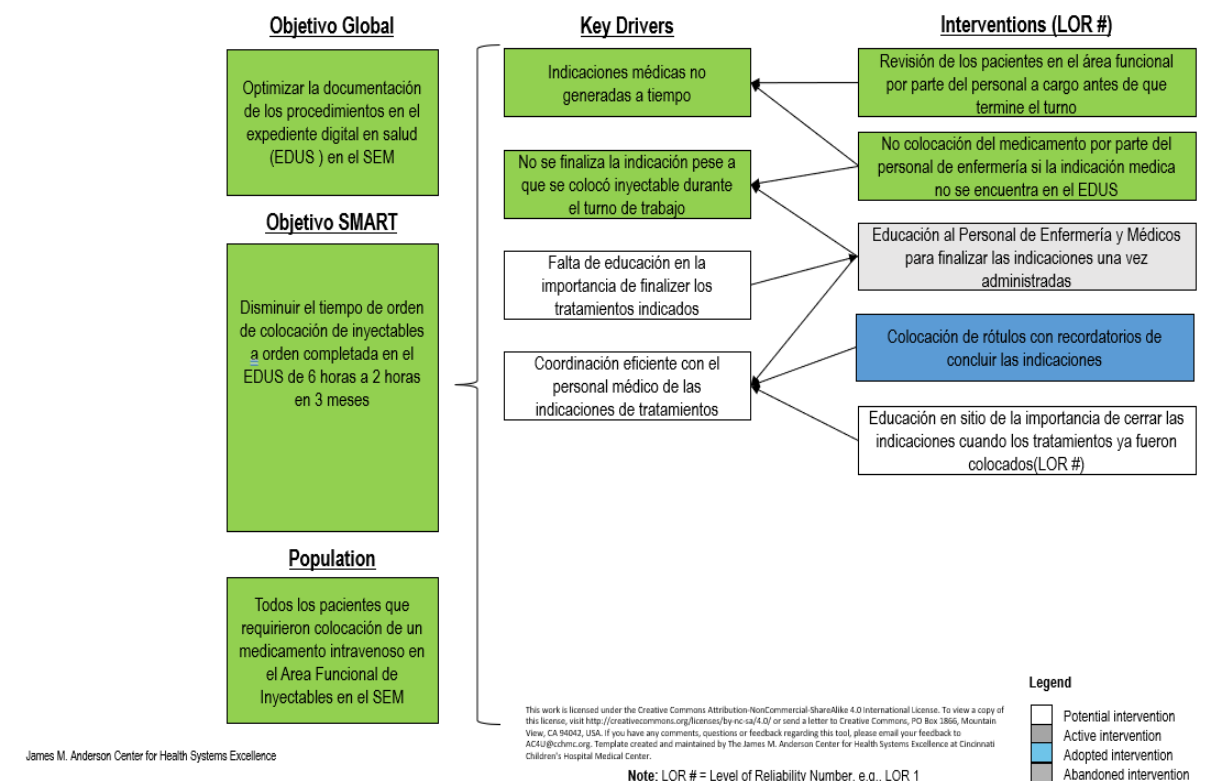 Objetivo Global
Optimizar la documentación
de los procedimientos en el
expediente digital en salud
(EDUS ) en el SEM
Objetivo SMART
Disminuir el tiempo de orden
de colocación de inyectables
a orden completada en el
EDUS de 6 horas a 2 horas
en 3 meses
Population
Todos los pacientes que
requirieron colocación de un
medicamento intravenoso en
el Area Funcional de
Inyectables en el SEM
Key Drivers
Indicaciones médicas no
generadas a tiempo
No se finaliza la indicación pese a
que se colocó inyectable durante
el turno de trabajo
Falta de educación en la
importancia de finalizer los
tratamientos indicados
Coordinación eficiente con el
personal médico de las
indicaciones de tratamientos
Interventions (LOR #)
Revisión de los pacientes en el área funcional
por parte del personal a cargo antes de que
termine el turno
No colocación del medicamento por parte del
personal de enfermería si la indicación medica
no se encuentra en el EDUS
Educación al Personal de Enfermería y Médicos
para finalizar las indicaciones una vez
administradas
Colocación de rótulos con recordatorios de
concluir las indicaciones
Educación en sitio de la importancia de cerrar las
indicaciones cuando los tratamientos ya fueron
colocados(LOR #)
Legend
Potential intervention
Active intervention
Adopted intervention
Abandoned intervention
This work is licensed under the Creative Commons Attribution-NonCommercial-ShareAlike 4.0 International License. To view a copy of
this license, visit http://creativecommons.org/licenses/by-nc-sa/4.0/ or send a letter to Creative Commons, PO Box 1866, Mountain
View, CA 94042, USA. If you have any comments, questions or feedback regarding this tool, please email your feedback to
AC4U@cchmc.org. Template created and maintained by The James M. Anderson Center for Health Systems Excellence at Cincinnati
Children's Hospital Medical Center.
Note: LOR # = Level of Reliability Number, e.g., LOR 1
James M. Anderson Center for Health Systems Excellence